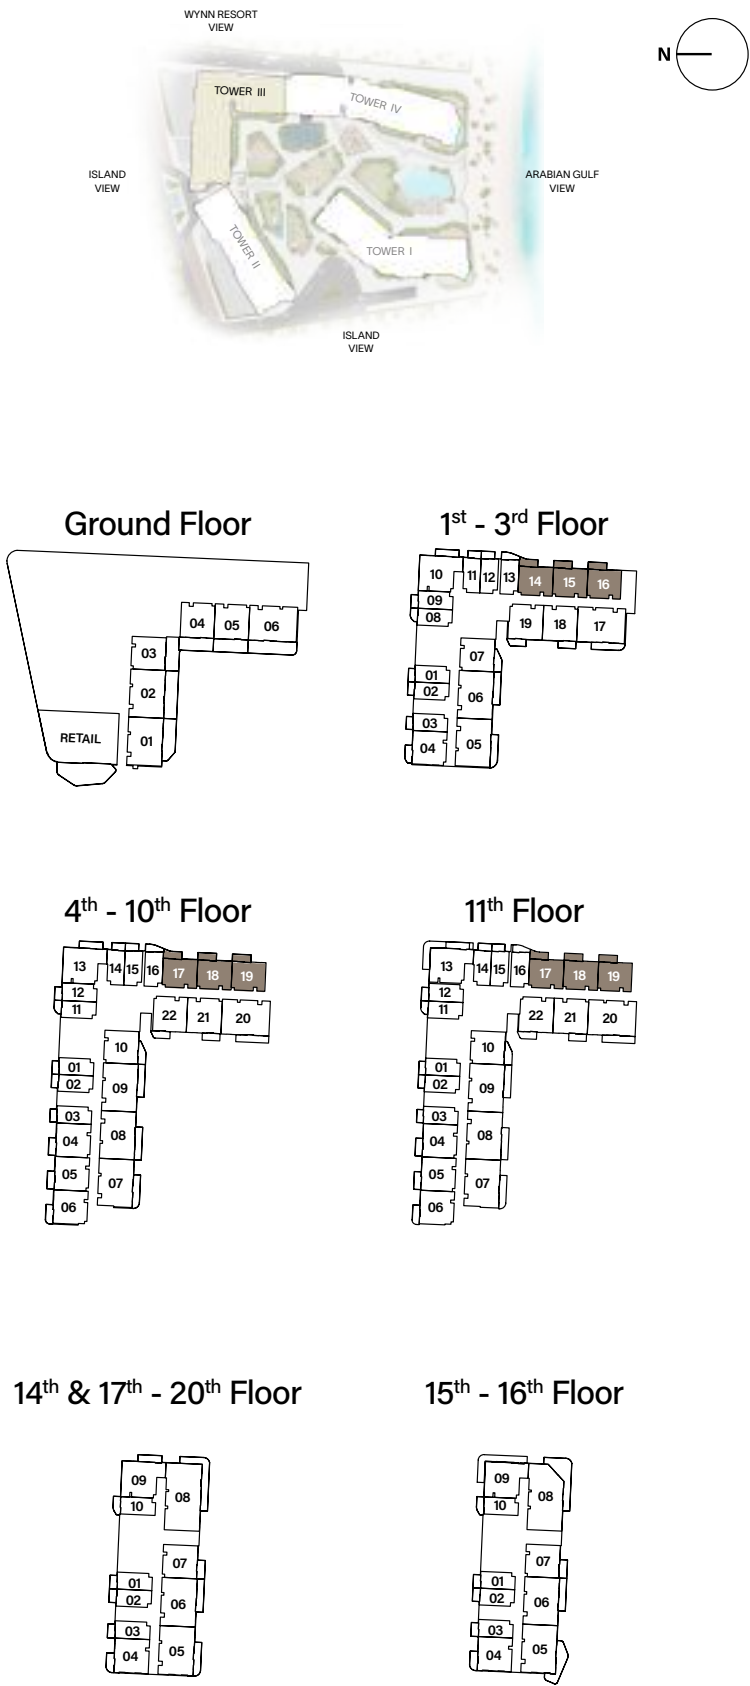 WYNN RESORT
VIEW
N
TOWER III
TOWER IV
ISLAND
VIEW
ARABIAN GULF
VIEW
TOWER II
TOWER I
ISLAND
VIEW
Ground Floor
04 05 06
03
02
01
RETAIL
1st - 3rd Floor
10 11 12 13 14 15 16
09
08
19 18 17
07
01
02
06
03
04
05
4th - 10th Floor
13 14 15 16 17 18 19
12
11
22 21 20
10
01
02
09
03
04
08
05
07
06
11th Floor
13 14 15 16 17 18 19
12
11
22 21 20
10
01
02
09
03
04
08
05
07
06
14th & 17th - 20th Floor
09
08
10
07
01
02
06
03
04
05
15th - 16th Floor
09
08
10
07
01
02
06
03
04
05